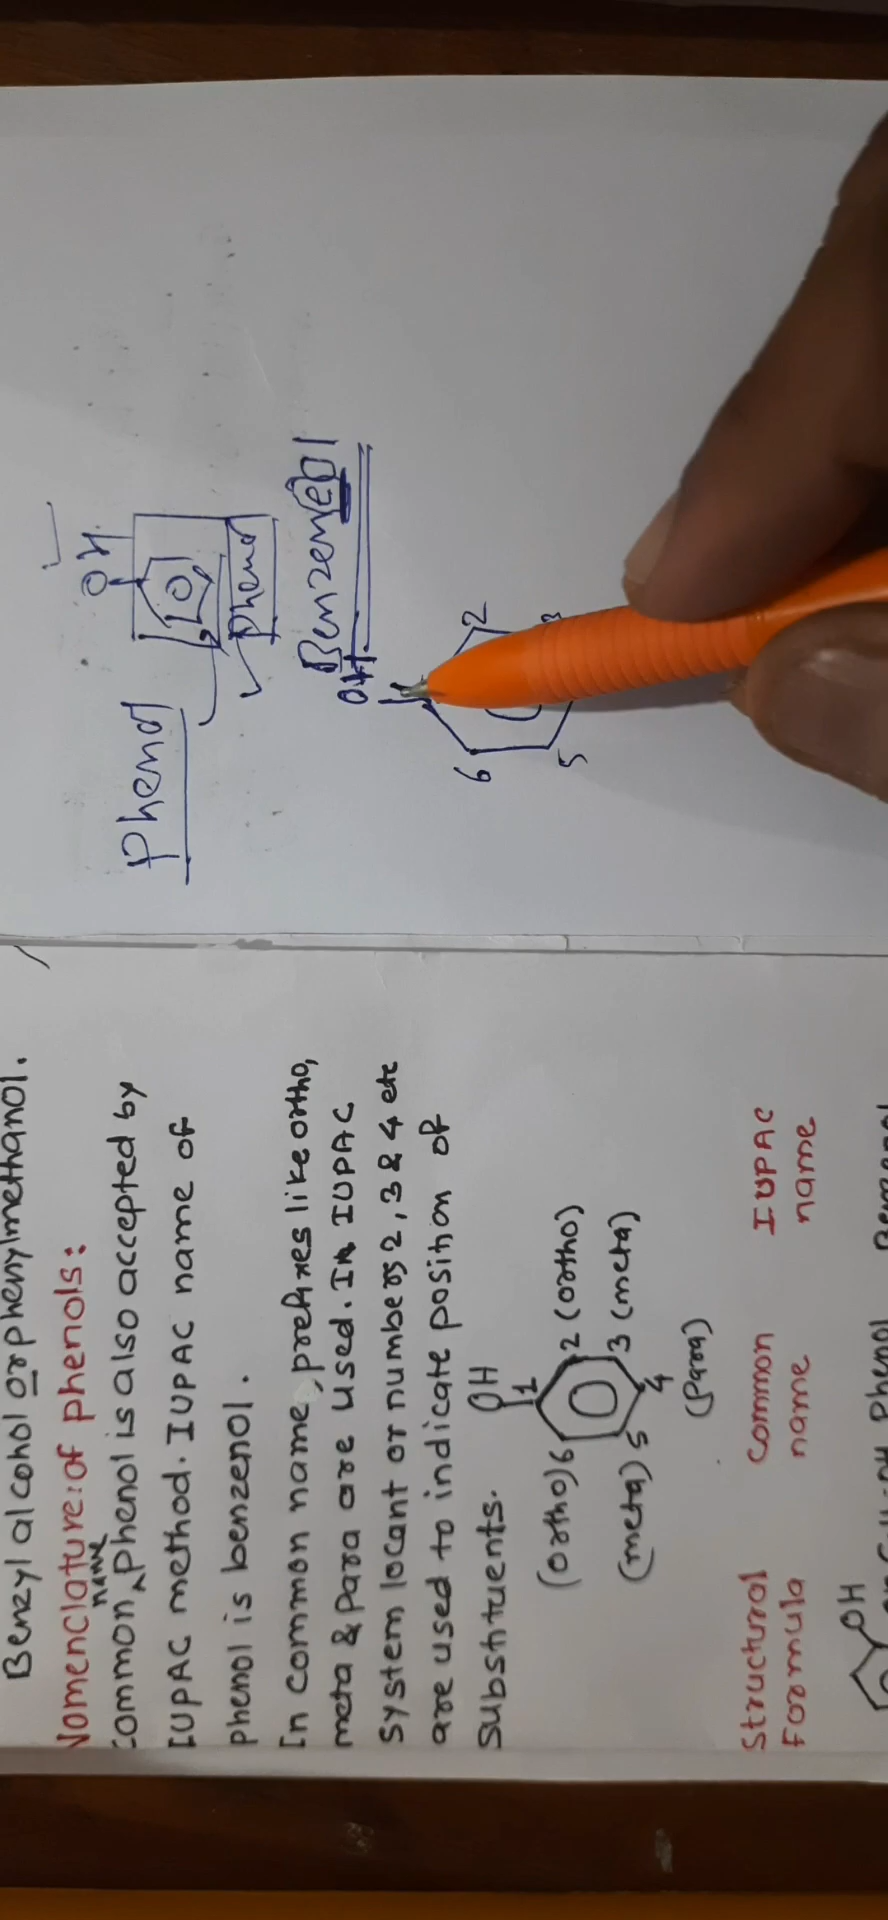 Benzyl alcohol or phenylmethanol.
Nomenclature: of phenols:
common name Phenol is also accepted by
IUPAC method. IUPAC name of
phenol is benzenol.
In common name, prefixes like ortho,
meta & para are used. In IUPAC
system locant or numbers 2, 3 & 4 etc
are used to indicate position of
substituents.
OH
1
(ortho) 6
2 (ortho)
(meta) 5
3 (meta)
4
(para)
Structural Common IUPAC
formula name name
OH
Phenol
Phenol
OH
Phenol
Benzenol
OH
6
2
5
3